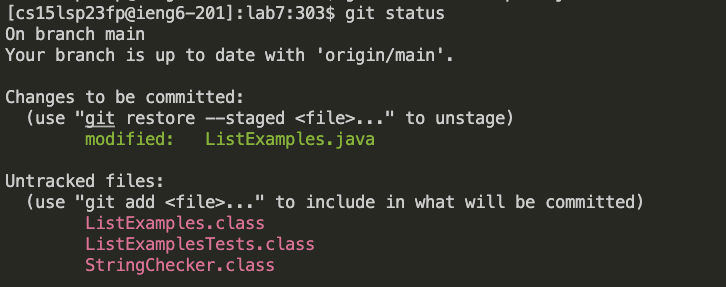 [cs15lsp23fp@ieng6-201]:lab7:303$ git status
On branch main
Your branch is up to date with 'origin/main'.

Changes to be committed:
  (use "git restore --staged <file>..." to unstage)
        modified:   ListExamples.java

Untracked files:
  (use "git add <file>..." to include in what will be committed)
        ListExamples.class
        ListExamplesTests.class
        StringChecker.class